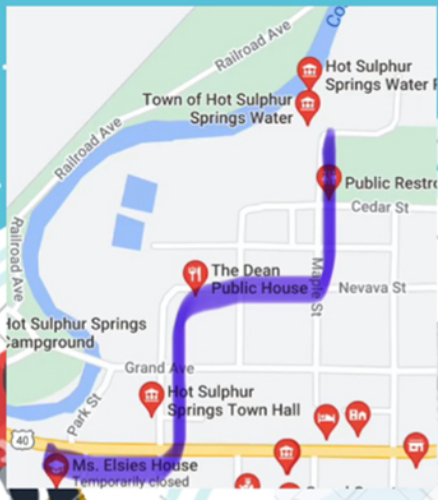 Co
Railroad Ave
Hot Sulphur
Springs Water F
Town of Hot Sulphur
Springs Water
Railroad Ave
Public Restr
Cedar St
Railroad Ave
The Dean
Public House
Maple St
Nevava St
Hot Sulphur Springs
Campground
Grand Ave
Hot Sulphur
Springs Town Hall
Park St
40
Ms. Elsies House
Temporarily closed